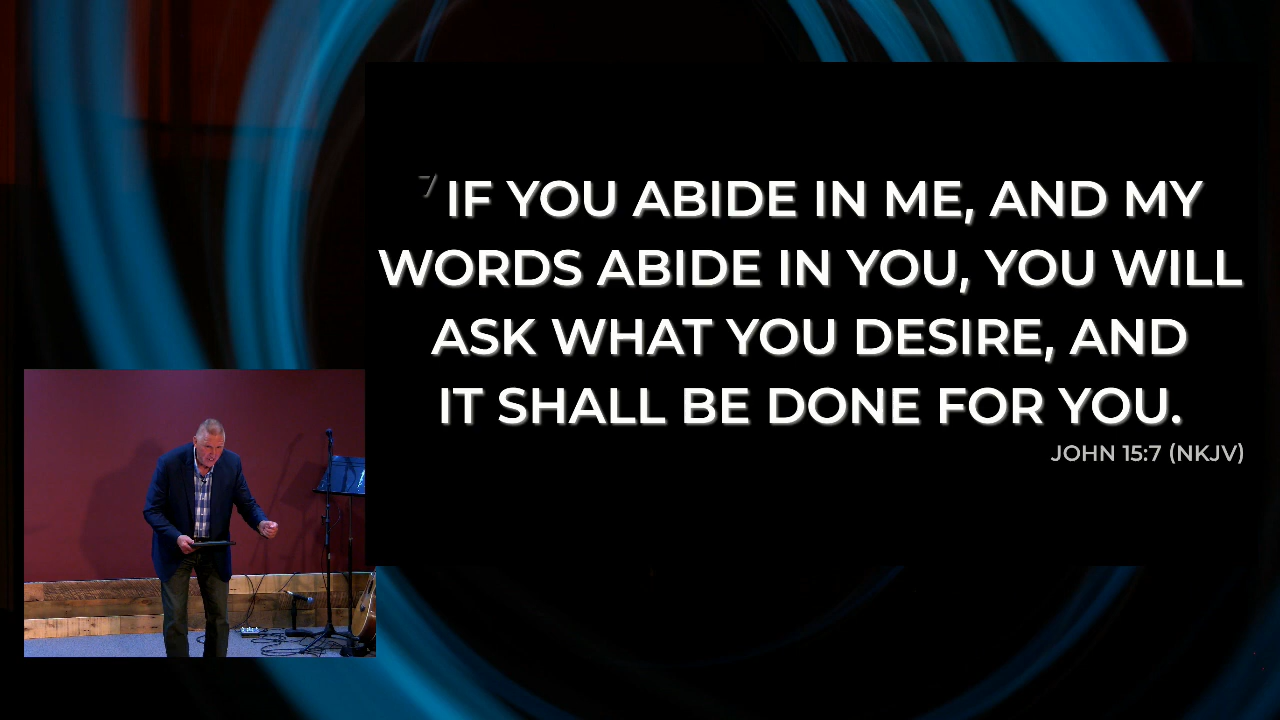 7 IF YOU ABIDE IN ME, AND MY
WORDS ABIDE IN YOU, YOU WILL
ASK WHAT YOU DESIRE, AND
IT SHALL BE DONE FOR YOU.
JOHN 15:7 (NKJV)